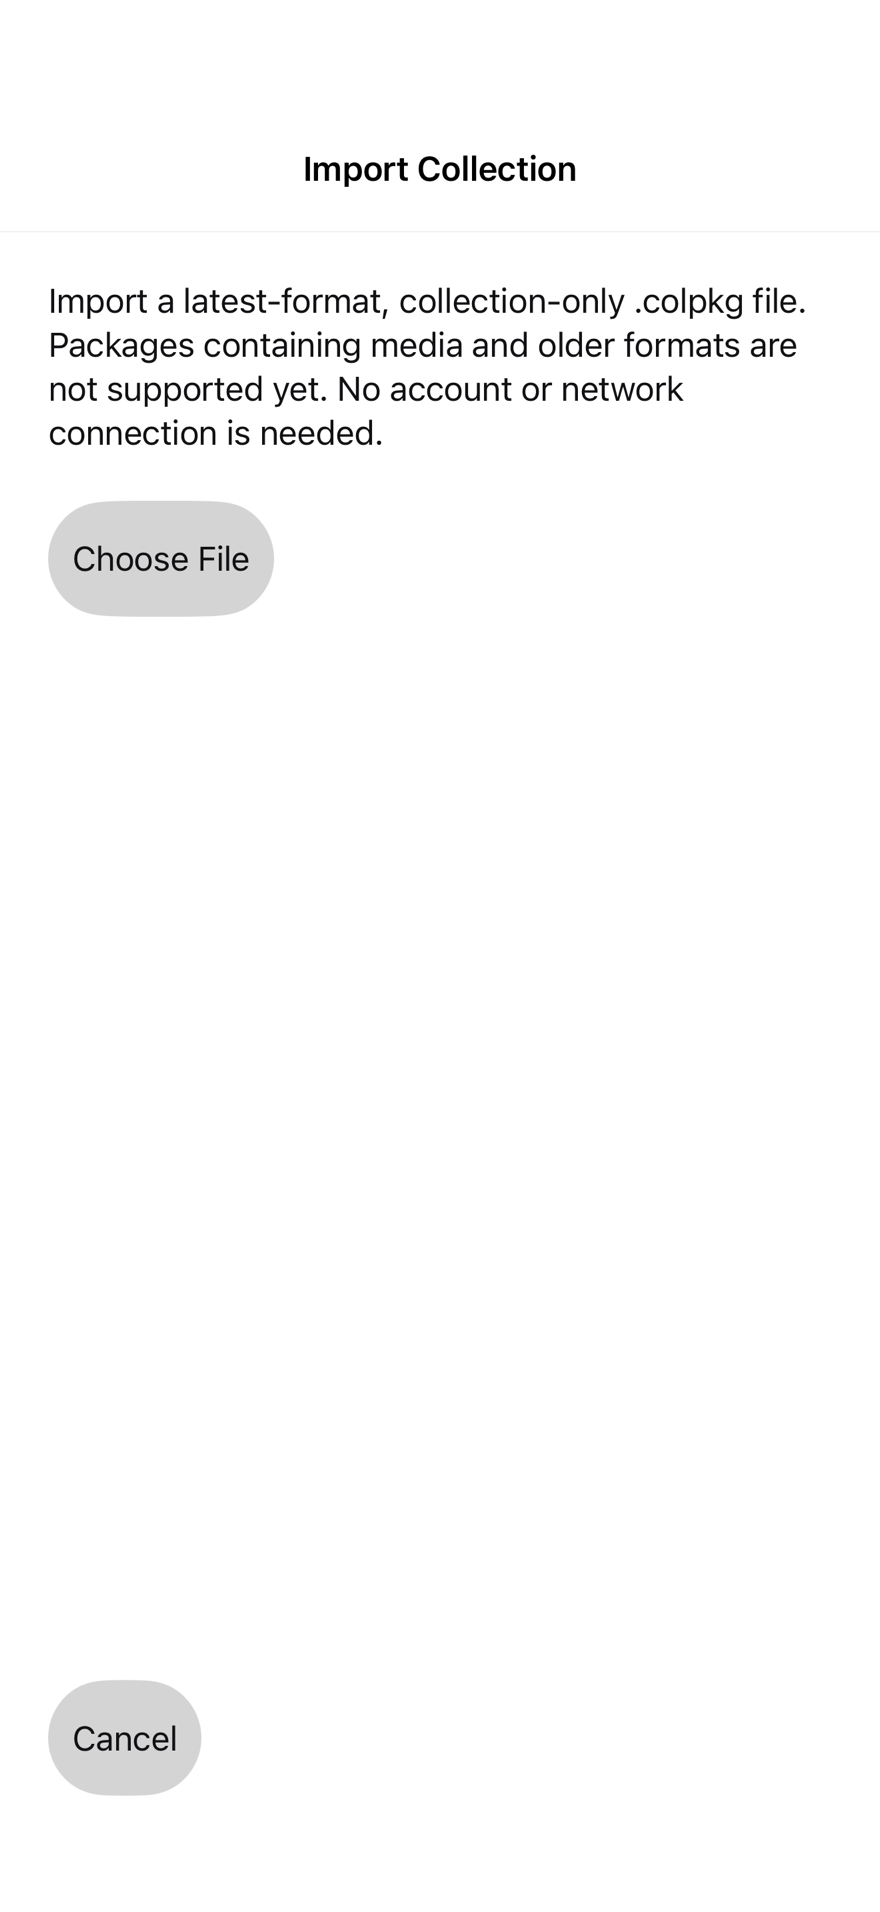 Import Collection
Import a latest-format, collection-only .colpkg file.
Packages containing media and older formats are
not supported yet. No account or network
connection is needed.
Choose File
Cancel